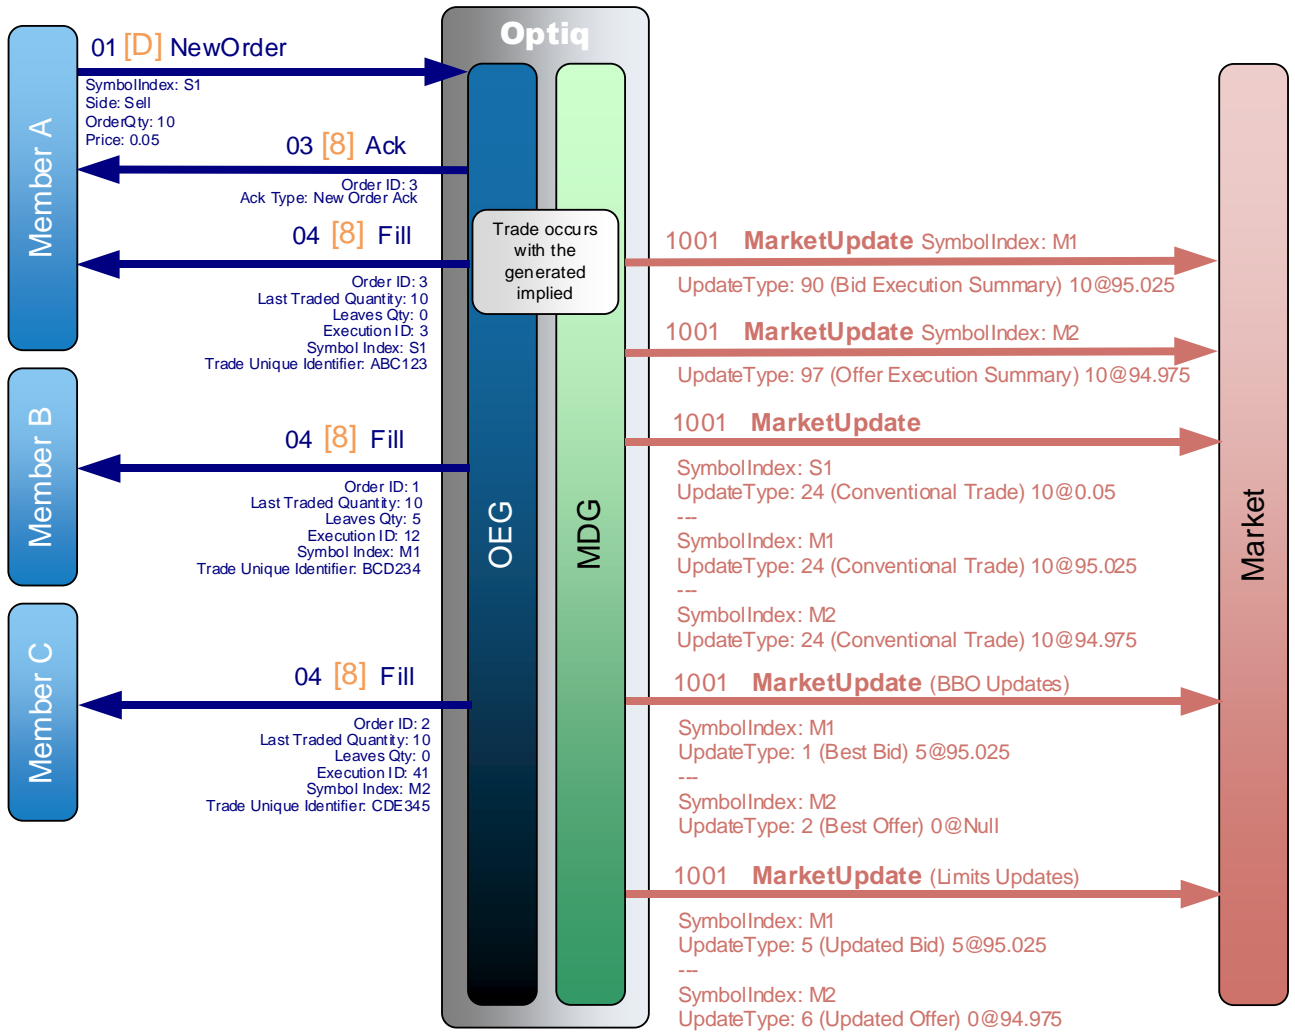 Optiq
Member A
01 [D] NewOrder
SymbolIndex: S1
Side: Sell
OrderQty: 10
Price: 0.05
03 [8] Ack
Order ID: 3
Ack Type: New Order Ack
04 [8] Fill
Order ID: 3
Last Traded Quantity: 10
Leaves Qty: 0
Execution ID: 3
Symbol Index: S1
Trade Unique Identifier: ABC123
Member B
04 [8] Fill
Order ID: 1
Last Traded Quantity: 10
Leaves Qty: 5
Execution ID: 12
Symbol Index: M1
Trade Unique Identifier: BCD234
Member C
04 [8] Fill
Order ID: 2
Last Traded Quantity: 10
Leaves Qty: 0
Execution ID: 41
Symbol Index: M2
Trade Unique Identifier: CDE345
OEG
MDG
Trade occurs
with the
generated
implied
1001 MarketUpdate SymbolIndex: M1
UpdateType: 90 (Bid Execution Summary) 10@95.025
1001 MarketUpdate SymbolIndex: M2
UpdateType: 97 (Offer Execution Summary) 10@94.975
1001 MarketUpdate
SymbolIndex: S1
UpdateType: 24 (Conventional Trade) 10@0.05
---
SymbolIndex: M1
UpdateType: 24 (Conventional Trade) 10@95.025
---
SymbolIndex: M2
UpdateType: 24 (Conventional Trade) 10@94.975
1001 MarketUpdate (BBO Updates)
SymbolIndex: M1
UpdateType: 1 (Best Bid) 5@95.025
---
SymbolIndex: M2
UpdateType: 2 (Best Offer) 0@Null
1001 MarketUpdate (Limits Updates)
SymbolIndex: M1
UpdateType: 5 (Updated Bid) 5@95.025
---
SymbolIndex: M2
UpdateType: 6 (Updated Offer) 0@94.975
Market